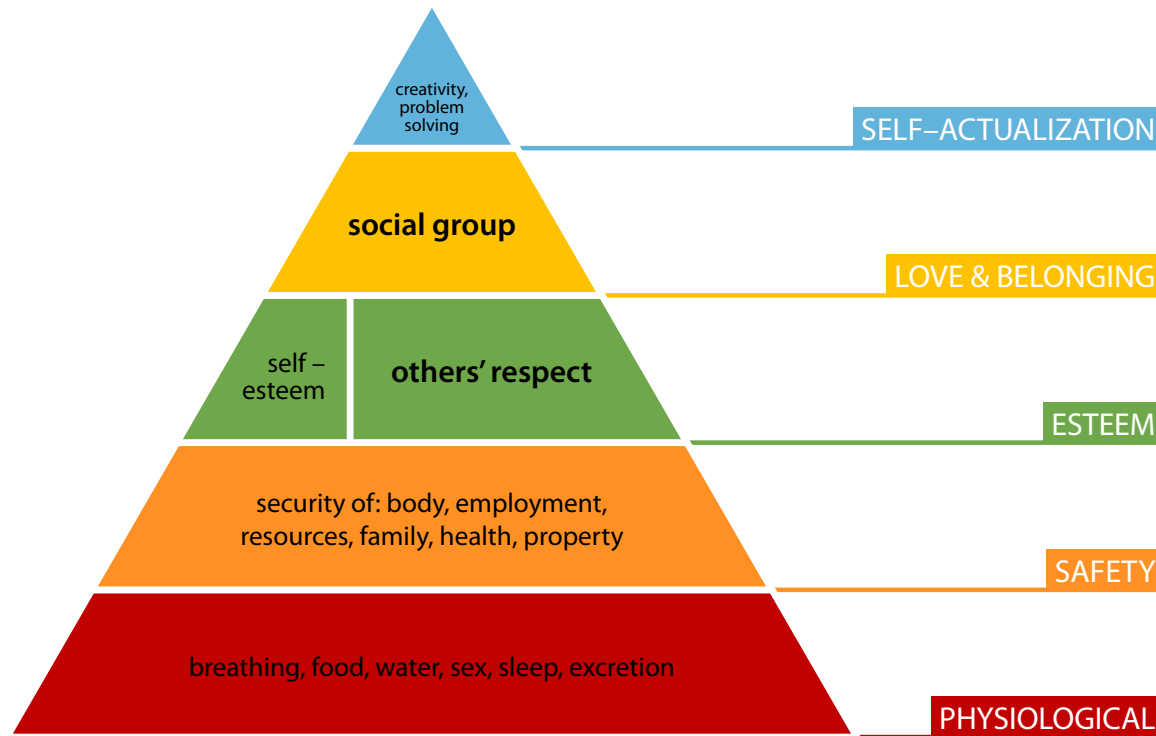 creativity,
problem
solving
SELF–ACTUALIZATION
social group
LOVE & BELONGING
self –
esteem
others’ respect
ESTEEM
security of: body, employment,
resources, family, health, property
SAFETY
breathing, food, water, sex, sleep, excretion
PHYSIOLOGICAL